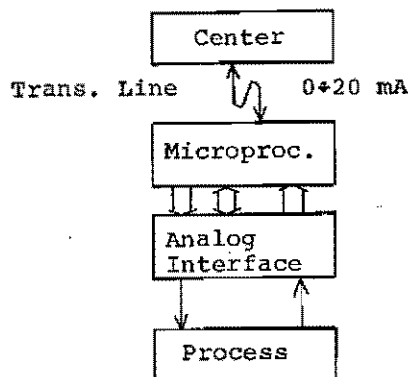 Center
Trans. Line 0÷20 mA
Microproc.
Analog
Interface
Process